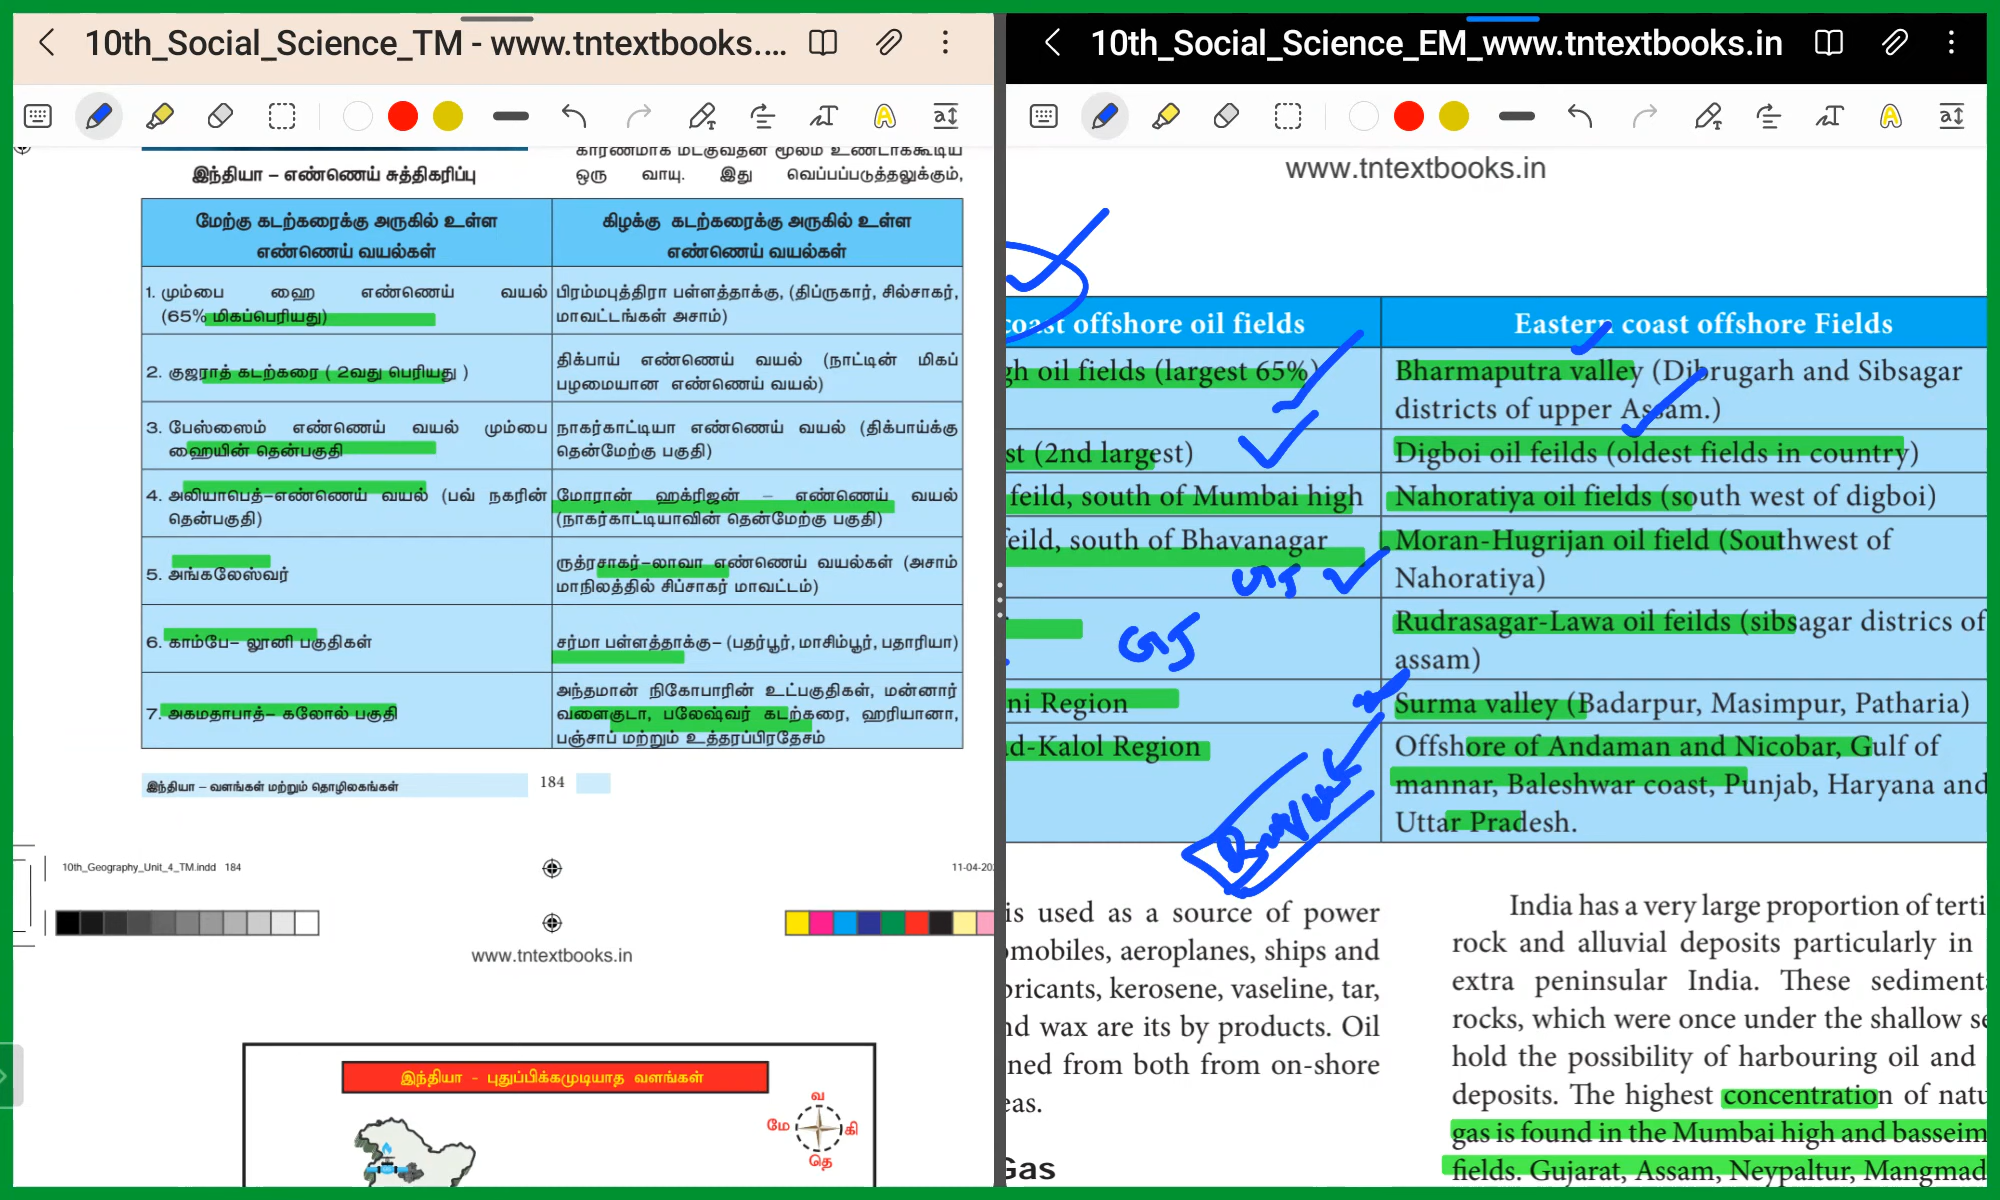 10th_Social_Science_TM - www.tntextbooks....
இந்தியா – எண்ணெய் சுத்திகரிப்பு
காரணமாக மட்குவதன் மூலம் உண்டாக்கூடிய
ஒரு வாயு. இது வெப்பப்படுத்தலுக்கும்,
மேற்கு கடற்கரைக்கு அருகில் உள்ள
எண்ணெய் வயல்கள்
கிழக்கு கடற்கரைக்கு அருகில் உள்ள
எண்ணெய் வயல்கள்
1. மும்பை ஹை எண்ணெய் வயல்
(65% மிகப்பெரியது)
பிரம்மபுத்திரா பள்ளத்தாக்கு, (திப்ருகார், சில்சாகர்,
மாவட்டங்கள் அசாம்)
2. குஜராத் கடற்கரை ( 2வது பெரியது )
திக்பாய் எண்ணெய் வயல் (நாட்டின் மிகப்
பழமையான எண்ணெய் வயல்)
3. பேஸ்ஸைம் எண்ணெய் வயல் மும்பை
ஹையின் தென்பகுதி
நாகர்காட்டியா எண்ணெய் வயல் (திக்பாய்க்கு
தென்மேற்கு பகுதி)
4. அலியாபெத்–எண்ணெய் வயல் (பவ் நகரின்
தென்பகுதி)
மோரான் ஹக்ரிஜன் – எண்ணெய் வயல்
(நாகர்காட்டியாவின் தென்மேற்கு பகுதி)
5. அங்கலேஸ்வர்
ருத்ரசாகர்–லாவா எண்ணெய் வயல்கள் (அசாம்
மாநிலத்தில் சிப்சாகர் மாவட்டம்)
6. காம்பே– லூனி பகுதிகள்
சர்மா பள்ளத்தாக்கு– (பதர்பூர், மாசிம்பூர், பதாரியா)
7. அகமதாபாத்– கலோல் பகுதி
அந்தமான் நிகோபாரின் உட்பகுதிகள், மன்னார்
வளைகுடா, பலேஷ்வர் கடற்கரை, ஹரியானா,
பஞ்சாப் மற்றும் உத்தரப்பிரதேசம்
இந்தியா – வளங்கள் மற்றும் தொழிலகங்கள் 184
10th_Geography_Unit_4_TM.indd 184
11-04-20
www.tntextbooks.in
இந்தியா - புதுப்பிக்கமுடியாத வளங்கள்
வ
மே
கி
தெ
10th_Social_Science_EM_www.tntextbooks.in
www.tntextbooks.in
coast offshore oil fields
Eastern coast offshore Fields
gh oil fields (largest 65%)
Bharmaputra valley (Dibrugarh and Sibsagar
districts of upper Assam.)
st (2nd largest)
Digboi oil feilds (oldest fields in country)
feild, south of Mumbai high
Nahoratiya oil fields (south west of digboi)
feild, south of Bhavanagar
GJ
Moran-Hugrijan oil field (Southwest of
Nahoratiya)
GJ
Rudrasagar-Lawa oil feilds (sibsagar districs of
assam)
ni Region
Surma valley (Badarpur, Masimpur, Patharia)
d-Kalol Region
Offshore of Andaman and Nicobar, Gulf of
mannar, Baleshwar coast, Punjab, Haryana and
Uttar Pradesh.
is used as a source of power
omobiles, aeroplanes, ships and
bricants, kerosene, vaseline, tar,
nd wax are its by products. Oil
ned from both from on-shore
eas.
Gas
India has a very large proportion of terti
rock and alluvial deposits particularly in
extra peninsular India. These sediment
rocks, which were once under the shallow se
hold the possibility of harbouring oil and
deposits. The highest concentration of natu
gas is found in the Mumbai high and basseim
fields. Gujarat, Assam, Neypaltur, Mangmad